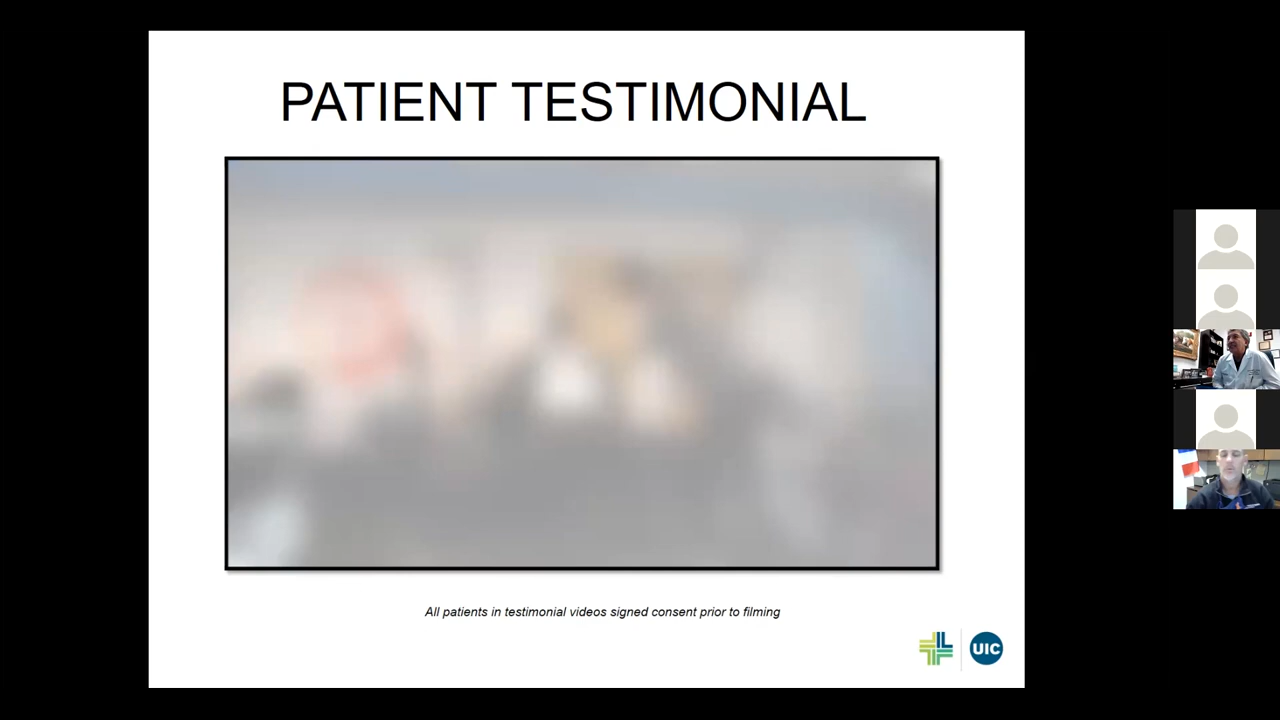 PATIENT TESTIMONIAL
All patients in testimonial videos signed consent prior to filming
UIC